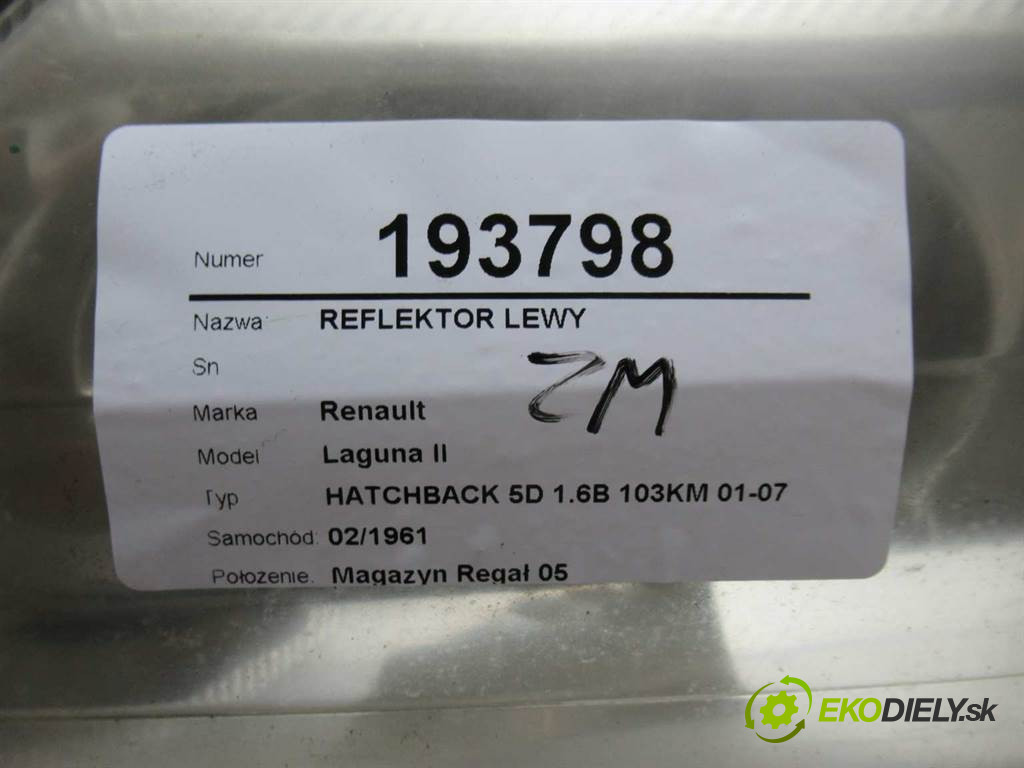 Numer 193798
Nazwa REFLEKTOR LEWY
Sn
ZM
Marka Renault
Model Laguna II
Typ HATCHBACK 5D 1.6B 103KM 01-07
Samochód: 02/1961
Położenie. Magazyn Regał 05
EKODIELY.sk